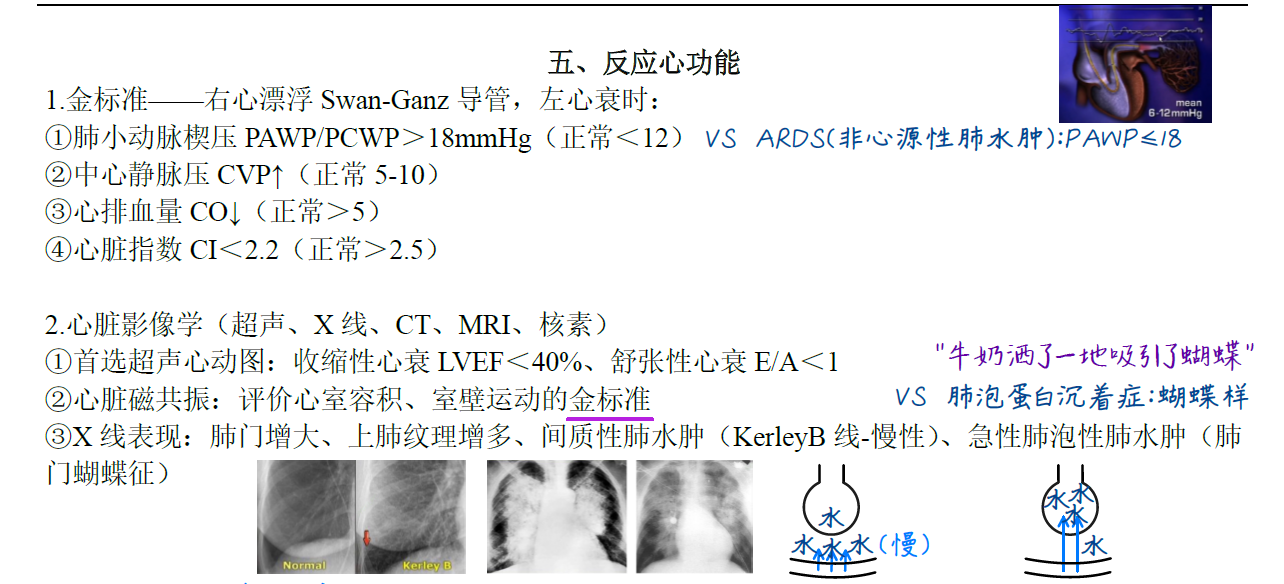 五、反应心功能
mean
6-12mmHg
1.金标准——右心漂浮 Swan-Ganz 导管，左心衰时：
①肺小动脉楔压 PAWP/PCWP＞18mmHg（正常＜12） VS ARDS(非心源性肺水肿):PAWP≤18
②中心静脉压 CVP↑（正常 5-10）
③心排血量 CO↓（正常＞5）
④心脏指数 CI＜2.2（正常＞2.5）
2.心脏影像学（超声、X 线、CT、MRI、核素）
①首选超声心动图：收缩性心衰 LVEF＜40%、舒张性心衰 E/A＜1
"牛奶洒了一地吸引了蝴蝶"
②心脏磁共振：评价心室容积、室壁运动的金标准
VS 肺泡蛋白沉着症:蝴蝶样
③X 线表现：肺门增大、上肺纹理增多、间质性肺水肿（KerleyB 线-慢性）、急性肺泡性肺水肿（肺
门蝴蝶征）
Normal
Kerley B
水
水 水 水 (慢)
水 水
水
水